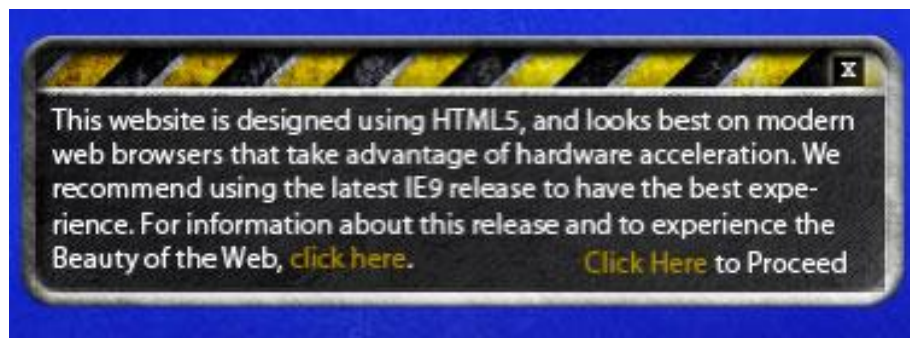 X
This website is designed using HTML5, and looks best on modern
web browsers that take advantage of hardware acceleration. We
recommend using the latest IE9 release to have the best expe-
rience. For information about this release and to experience the
Beauty of the Web, click here. Click Here to Proceed